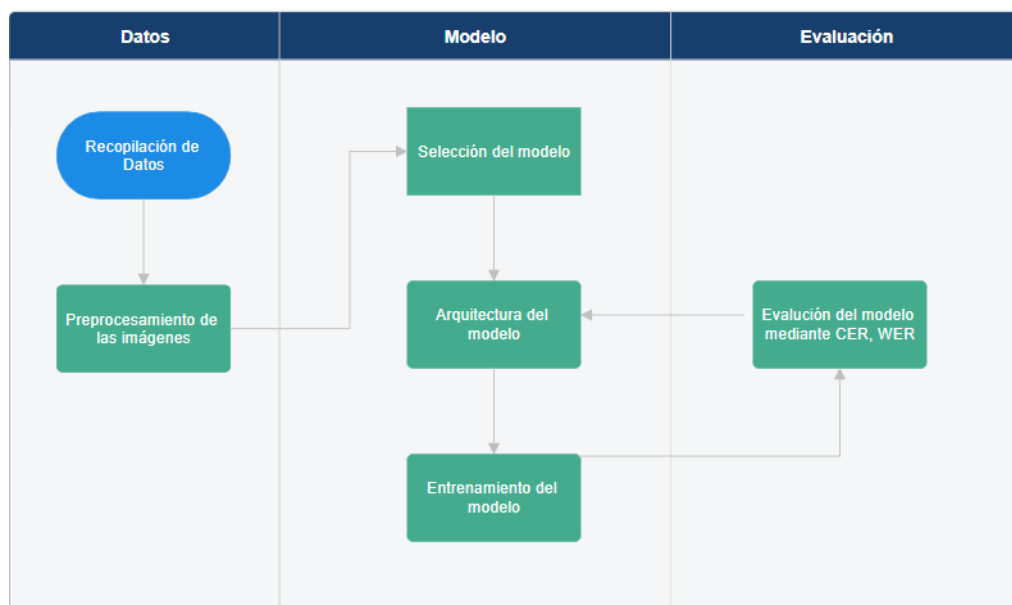 Datos
Modelo
Evaluación
Recopilación de
Datos
Preprocesamiento de
las imágenes
Selección del modelo
Arquitectura del
modelo
Entrenamiento del
modelo
Evalución del modelo
mediante CER, WER